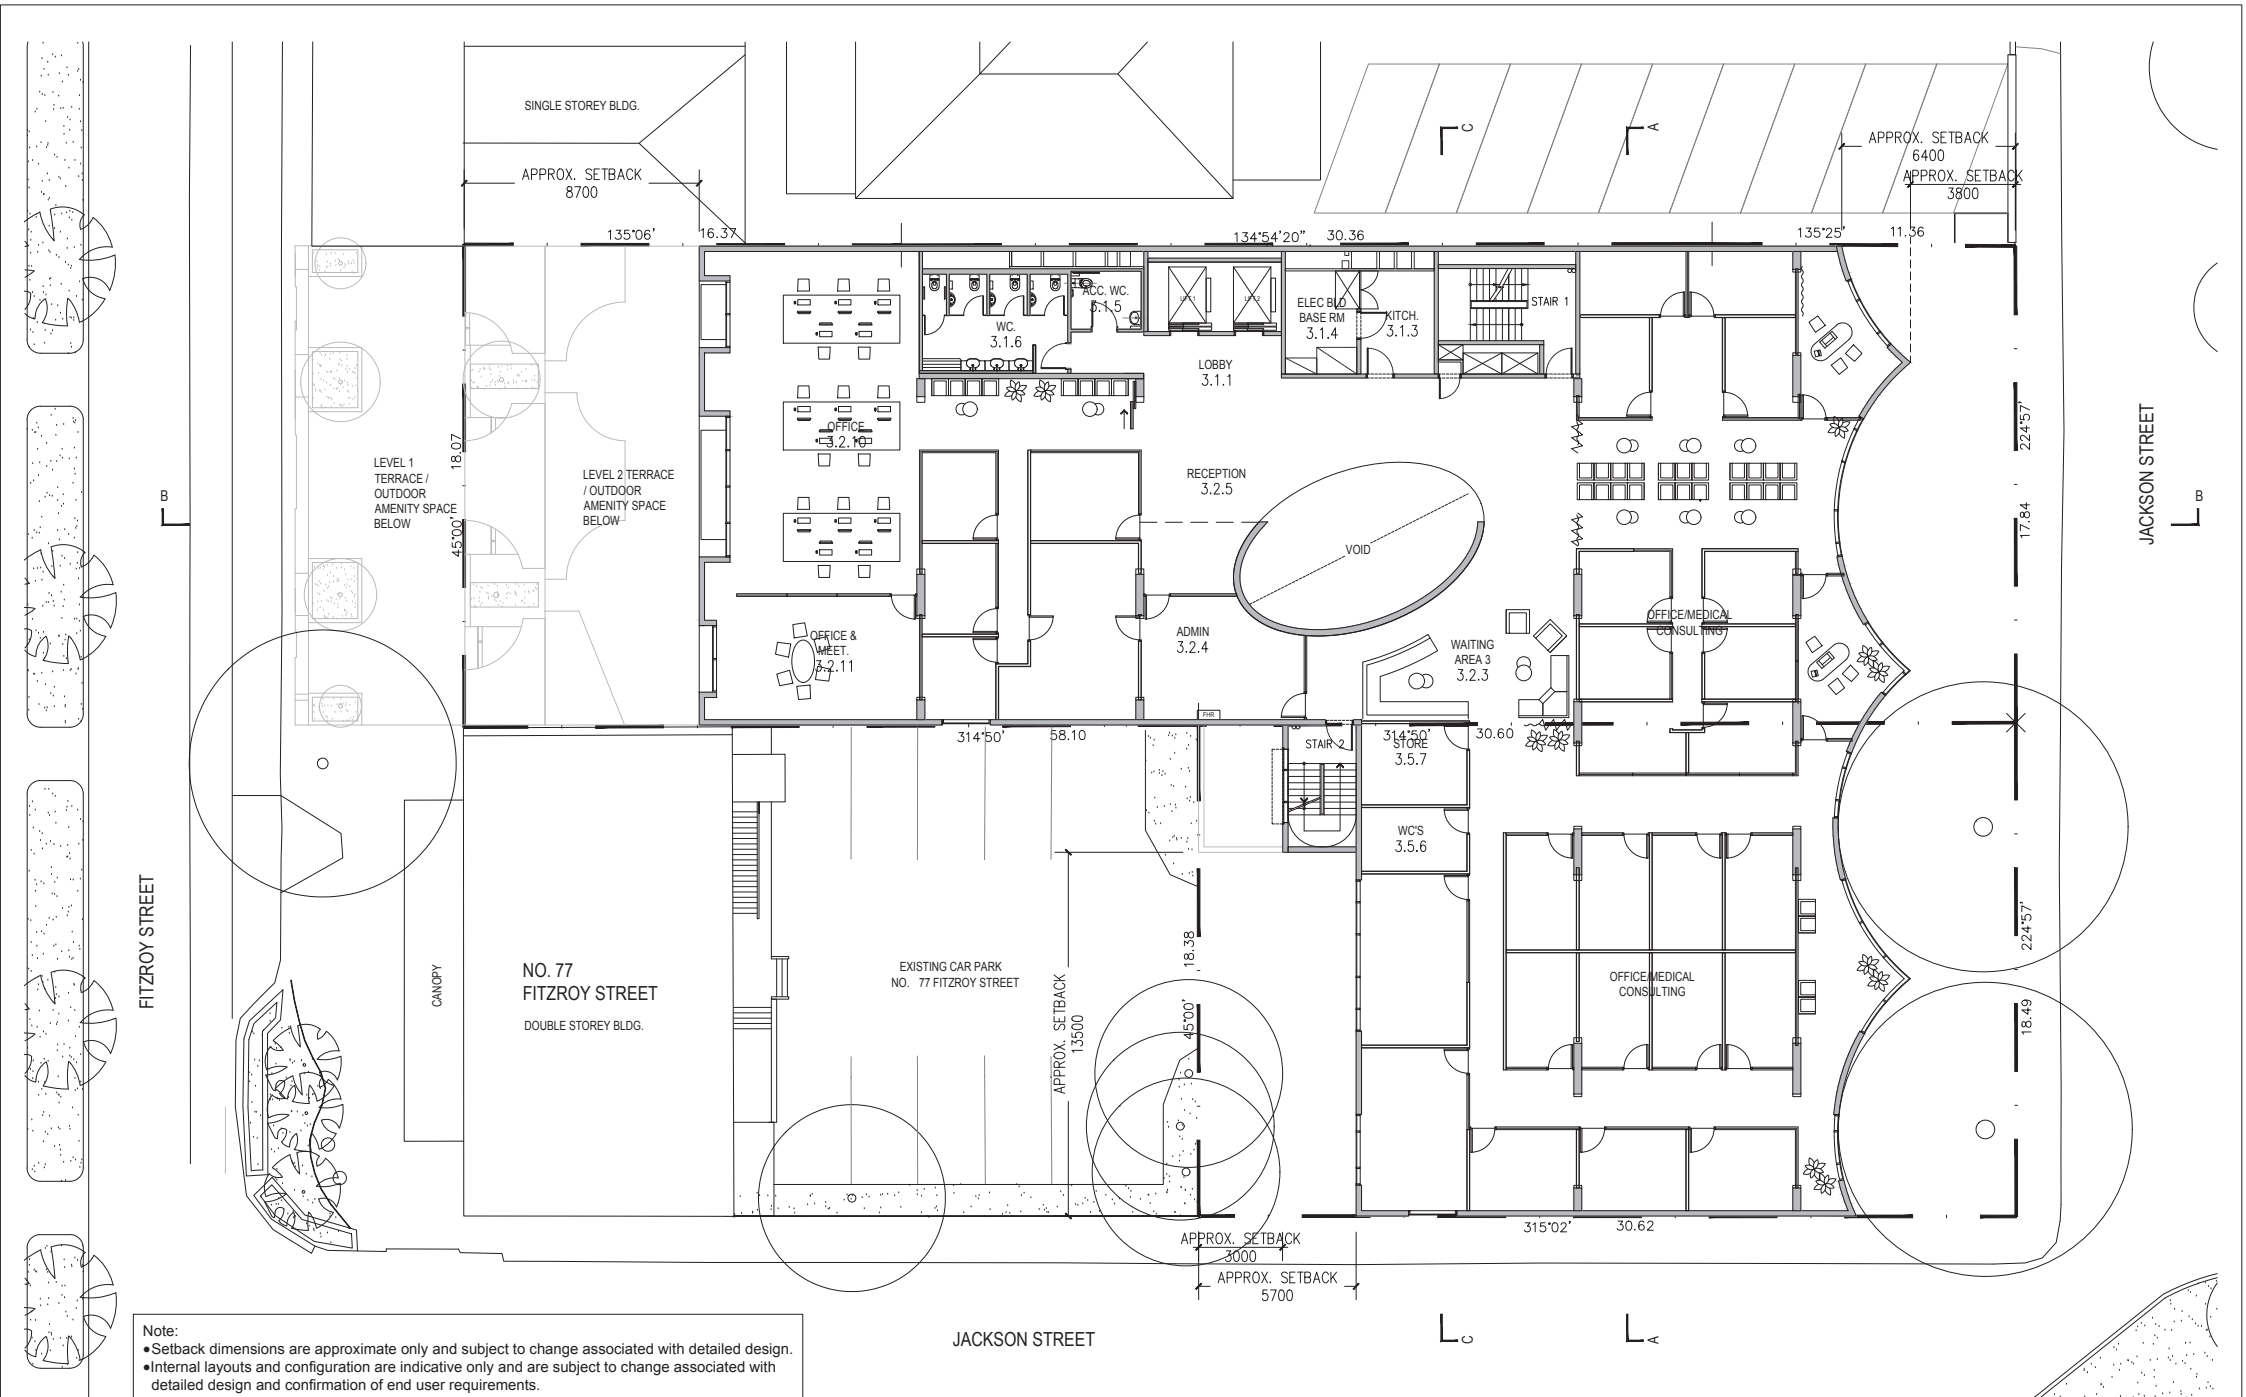 SINGLE STOREY BLDG.
APPROX. SETBACK
8700
C
A
APPROX. SETBACK
6400
APPROX. SETBACK
3800
135°06'
16.37
134°54'20"
30.36
135°25'
11.36
ACC. WC.
3.1.5
WC.
3.1.6
LIFT 1
LIFT 2
ELEC BLD
BASE RM
3.1.4
KITCH.
3.1.3
STAIR 1
LOBBY
3.1.1
OFFICE
3.2.10
RECEPTION
3.2.5
VOID
LEVEL 1
TERRACE /
OUTDOOR
AMENITY SPACE
BELOW
18.07
45°00'
LEVEL 2 TERRACE
/ OUTDOOR
AMENITY SPACE
BELOW
B
B
224°57'
17.84
JACKSON STREET
OFFICE &
MEET.
3.2.11
ADMIN
3.2.4
WAITING
AREA 3
3.2.3
OFFICE/MEDICAL
CONSULTING
FHR
314°50'
58.10
STAIR 2
314°50'
30.60
STORE
3.5.7
WC'S
3.5.6
FITZROY STREET
CANOPY
NO. 77
FITZROY STREET
DOUBLE STOREY BLDG.
EXISTING CAR PARK
NO. 77 FITZROY STREET
APPROX. SETBACK
13500
18.38
45°00'
OFFICE/MEDICAL
CONSULTING
224°57'
18.49
315°02'
30.62
APPROX. SETBACK
3000
APPROX. SETBACK
5700
C
A
JACKSON STREET
Note:
•Setback dimensions are approximate only and subject to change associated with detailed design.
•Internal layouts and configuration are indicative only and are subject to change associated with
detailed design and confirmation of end user requirements.